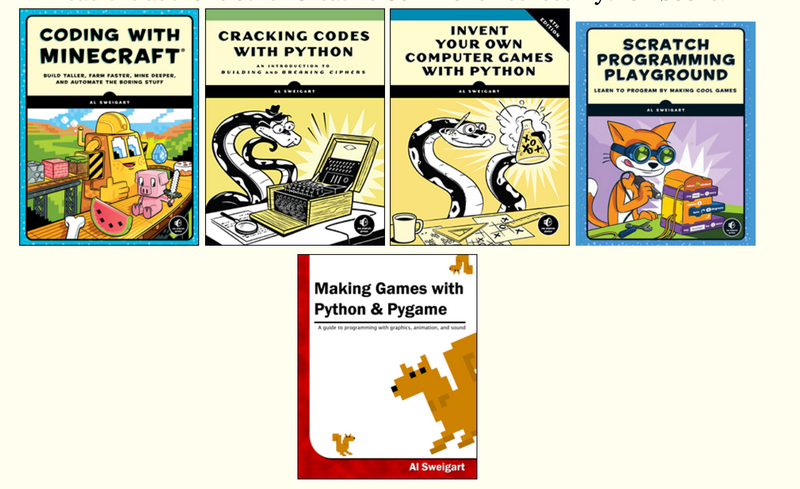 CODING WITH
MINECRAFT®
BUILD TALLER, FARM FASTER, MINE DEEPER,
AND AUTOMATE THE BORING STUFF
AL SWEIGART
CRACKING CODES
WITH PYTHON
AN INTRODUCTION TO
BUILDING AND BREAKING CIPHERS
AL SWEIGART
4TH
EDITION
INVENT
YOUR OWN
COMPUTER GAMES
WITH PYTHON
AL SWEIGART
SCRATCH
PROGRAMMING
PLAYGROUND
LEARN TO PROGRAM BY MAKING COOL GAMES
AL SWEIGART
Making Games with
Python & Pygame
A guide to programming with graphics, animation, and sound
Al Sweigart